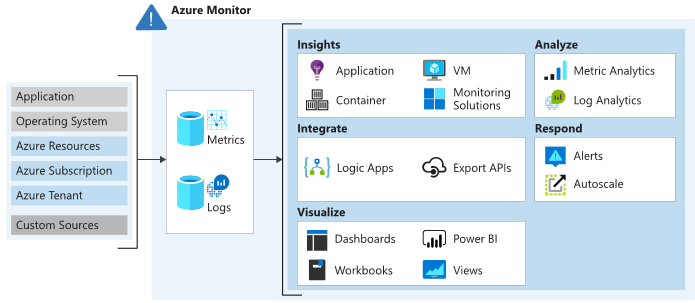 Azure Monitor
Application
Operating System
Azure Resources
Azure Subscription
Azure Tenant
Custom Sources
Metrics
Logs
Insights
Application
VM
Container
Monitoring
Solutions
Analyze
Metric Analytics
Log Analytics
Integrate
Logic Apps
Export APIs
Respond
Alerts
Autoscale
Visualize
Dashboards
Power BI
Workbooks
Views